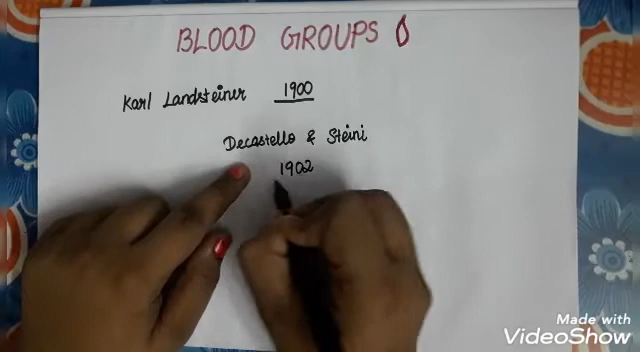 BLOOD GROUPS
Karl Landsteiner 1900
Decastello & Steini
1902
Made with
VideoShow